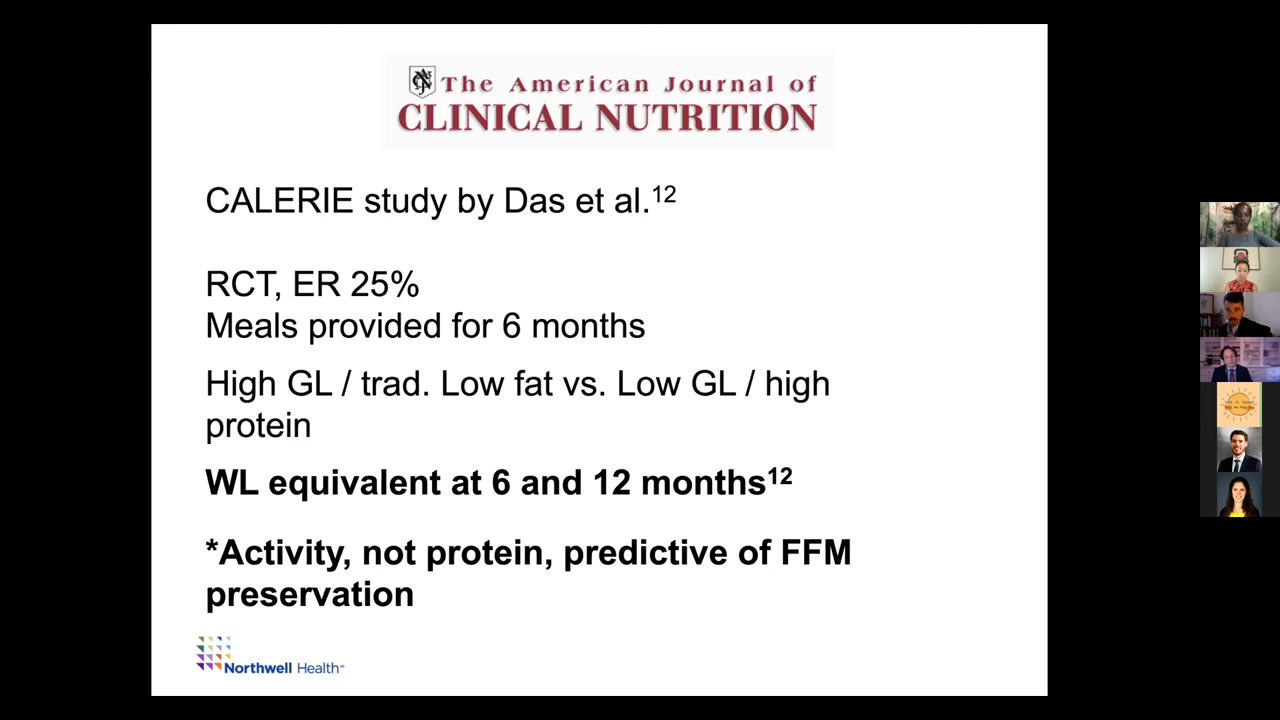 The American Journal of
CLINICAL NUTRITION
CALERIE study by Das et al.12
RCT, ER 25%
Meals provided for 6 months
High GL / trad. Low fat vs. Low GL / high
protein
WL equivalent at 6 and 12 months12
*Activity, not protein, predictive of FFM
preservation
Northwell Health